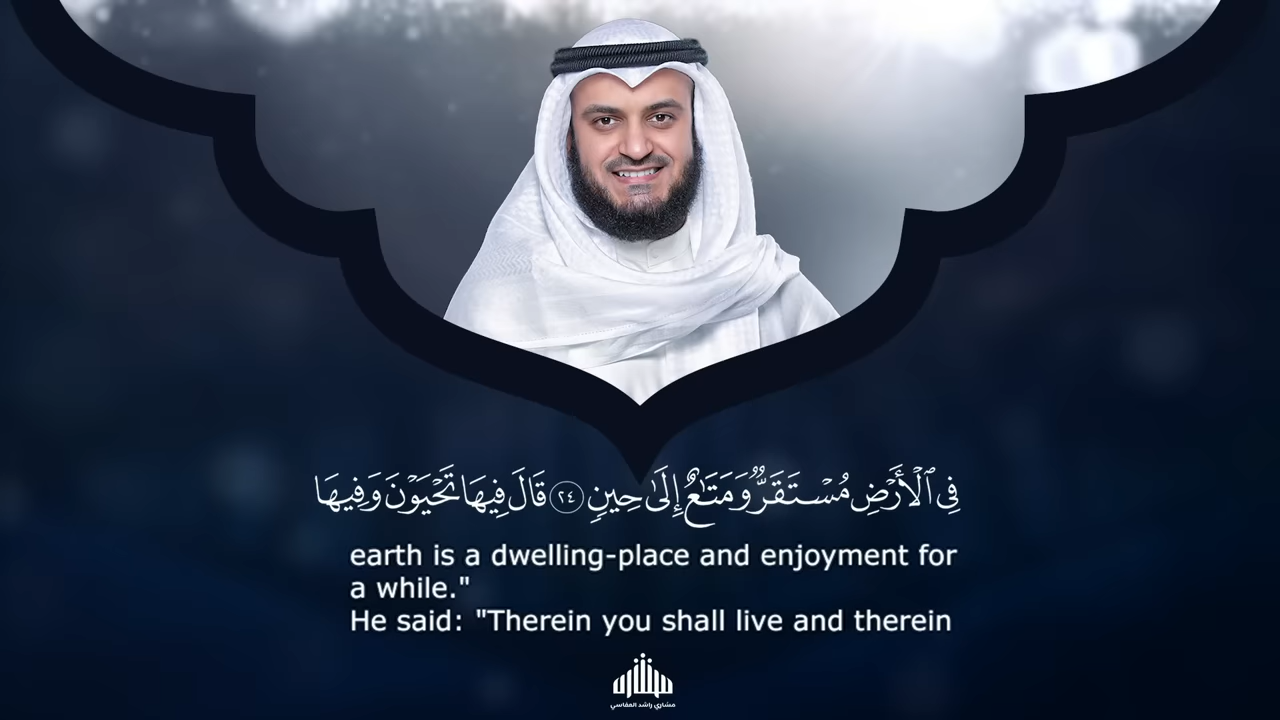 فِي ٱلْأَرْضِ مُسْتَقَرٌّ وَمَتَٰعٌ إِلَىٰ حِينٍ ٢٤ قَالَ فِيهَا تَحْيَوْنَ وَفِيهَا
earth is a dwelling-place and enjoyment for
a while."
He said: "Therein you shall live and therein
مشاري راشد العفاسي